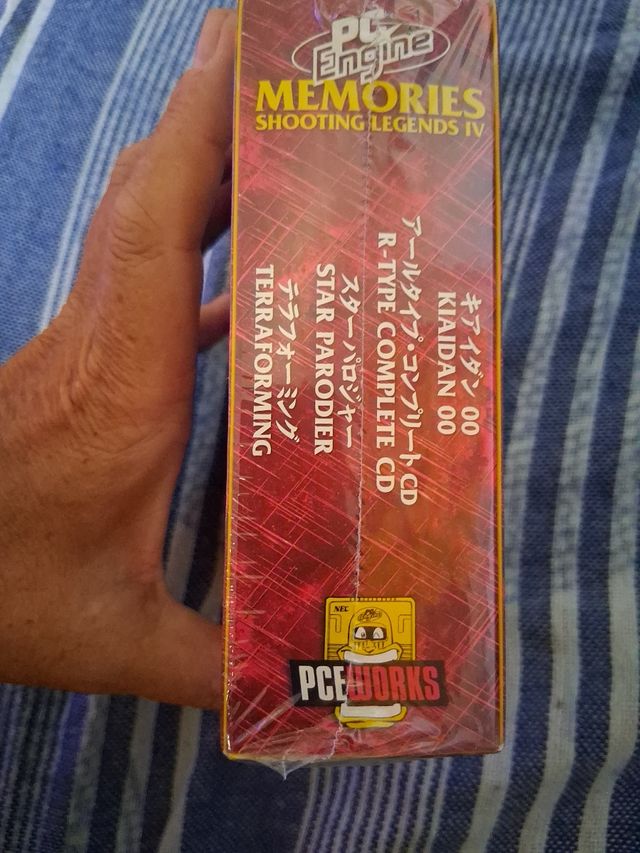 PC
Engine
MEMORIES
SHOOTING LEGENDS IV
キアイダン 00
KIAIDAN 00
アールタイプ・コンプリートCD
R-TYPE COMPLETE CD
スターパロジャー
STAR PARODIER
テラフォーミング
TERRAFORMING
NEC
PC
Engine
PCEWORKS